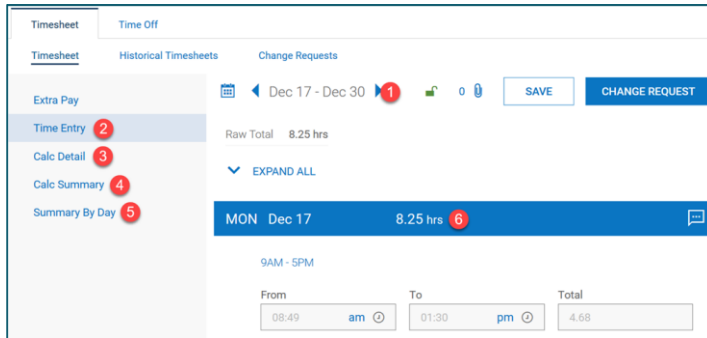 Timesheet Time Off
Timesheet Historical Timesheets Change Requests
Dec 17 - Dec 30 1 0 SAVE CHANGE REQUEST
Extra Pay
Time Entry 2
Raw Total 8.25 hrs
Calc Detail 3
EXPAND ALL
Calc Summary 4
Summary By Day 5
MON Dec 17 8.25 hrs 6
9AM - 5PM
From To Total
08:49 am 01:30 pm 4.68